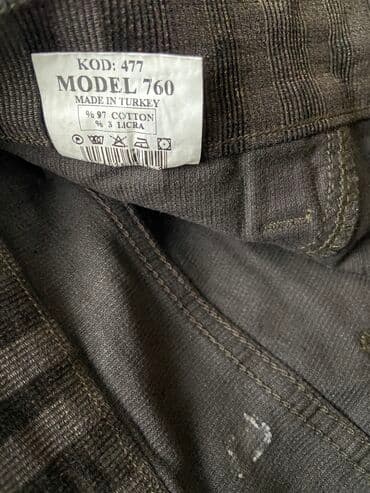 KOD: 477
MODEL 760
MADE IN TURKEY
% 97 COTTON
% 3 LICRA